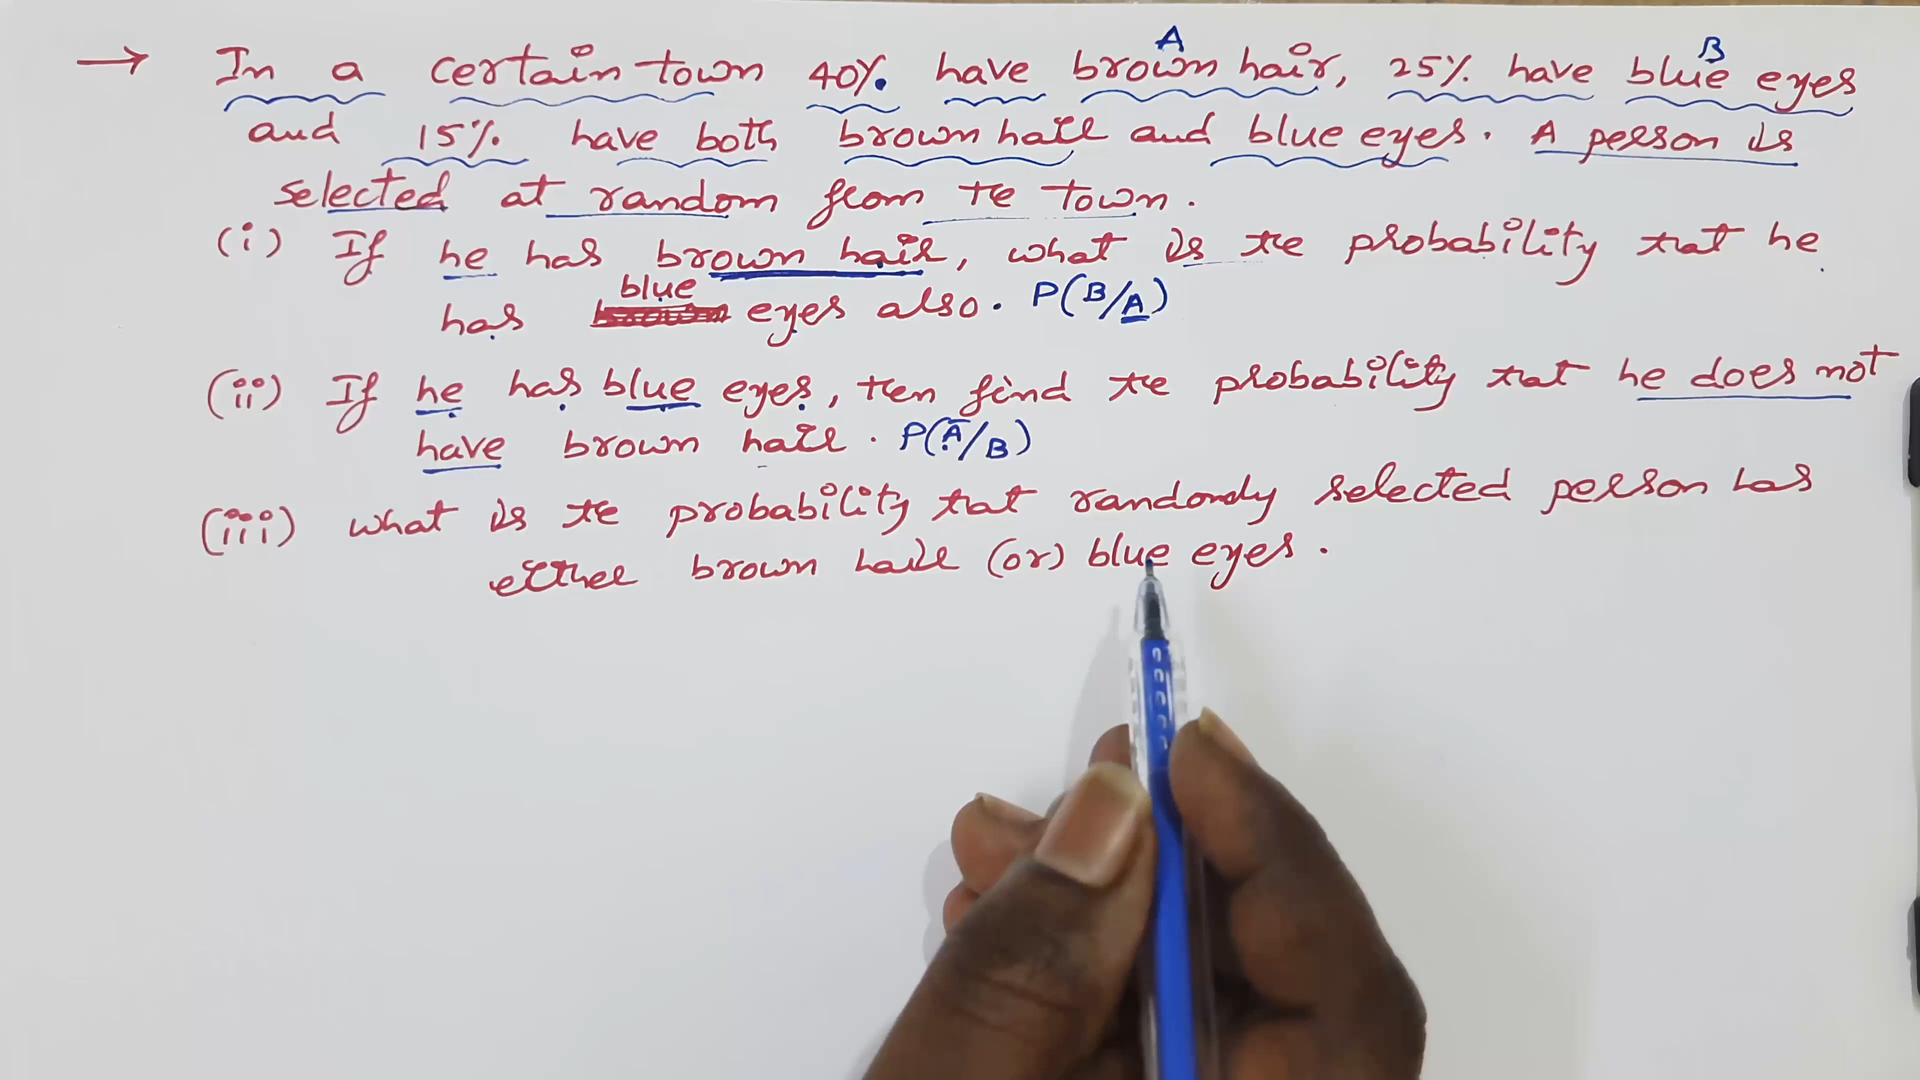 A B
→ In a certain town 40%. have brown hair, 25% have blue eyes
and 15%. have both brown hair and blue eyes. A person is
selected at random from the town.
(i) If he has brown hair, what is the probability that he
blue
has eyes also. P(B/A)
(ii) If he has blue eyes, then find the probability that he does not
have brown hair. P(Ā/B)
(iii) what is the probability that randomly selected person has
either brown hair (or) blue eyes.